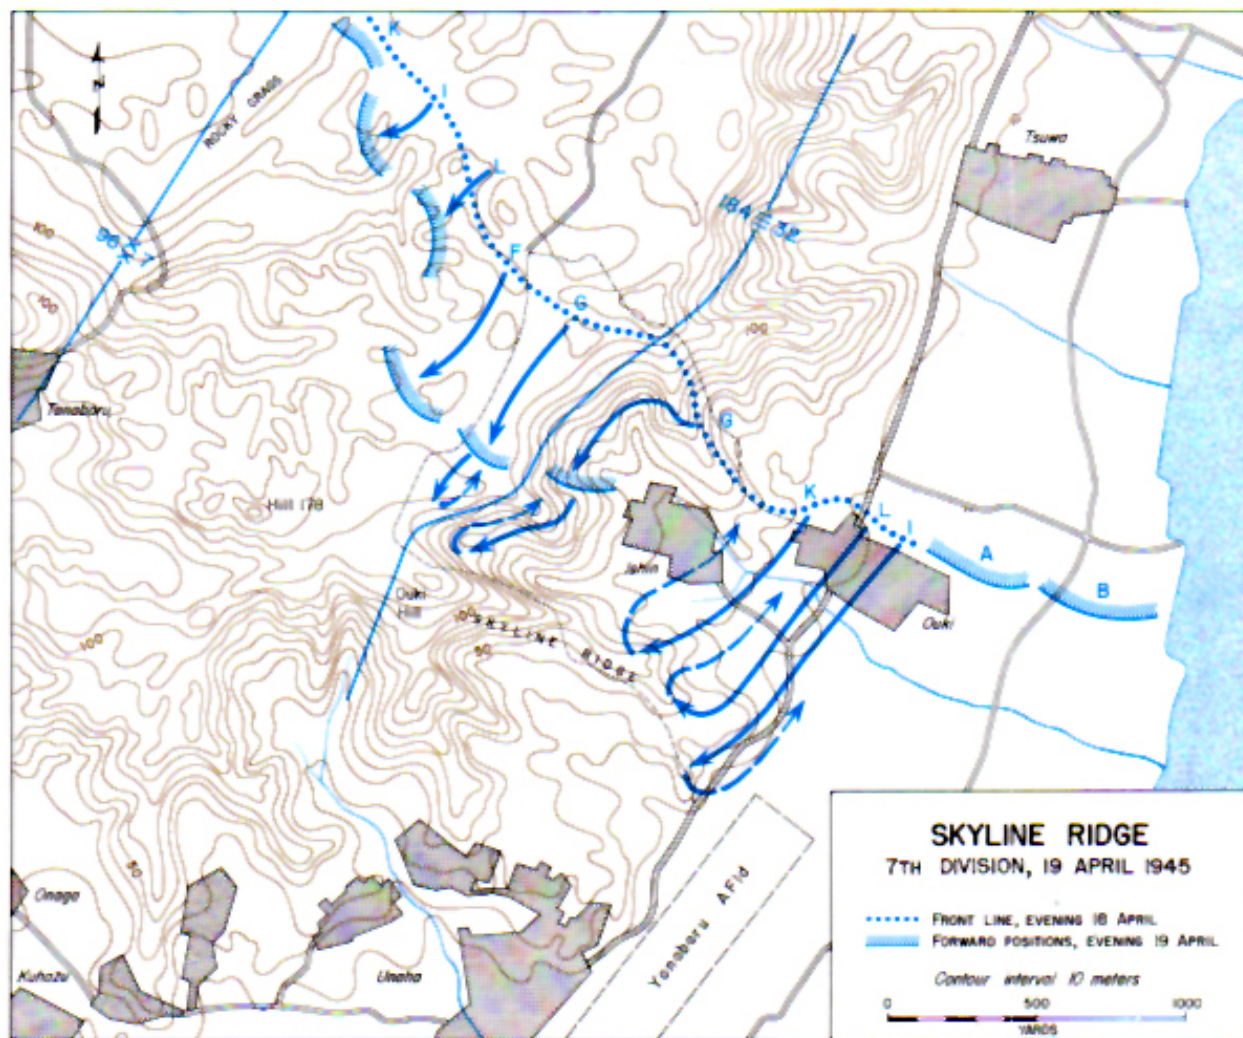 K
N
I
ROCKY CRAGS
Tsuwa
L
184 32
100
96 XX 7
F
100
G
100
Tanabaru
G
Hill 178
K
L
I
A
B
Ishin
Ouki
Hill
Ouki
100
SKYLINE RIDGE
50
50
Onaga
Kuhazu
Unaha
Yonabaru AFld
SKYLINE RIDGE
7TH DIVISION, 19 APRIL 1945
FRONT LINE, EVENING 18 APRIL
FORWARD POSITIONS, EVENING 19 APRIL
Contour interval 10 meters
0 500 1000
YARDS